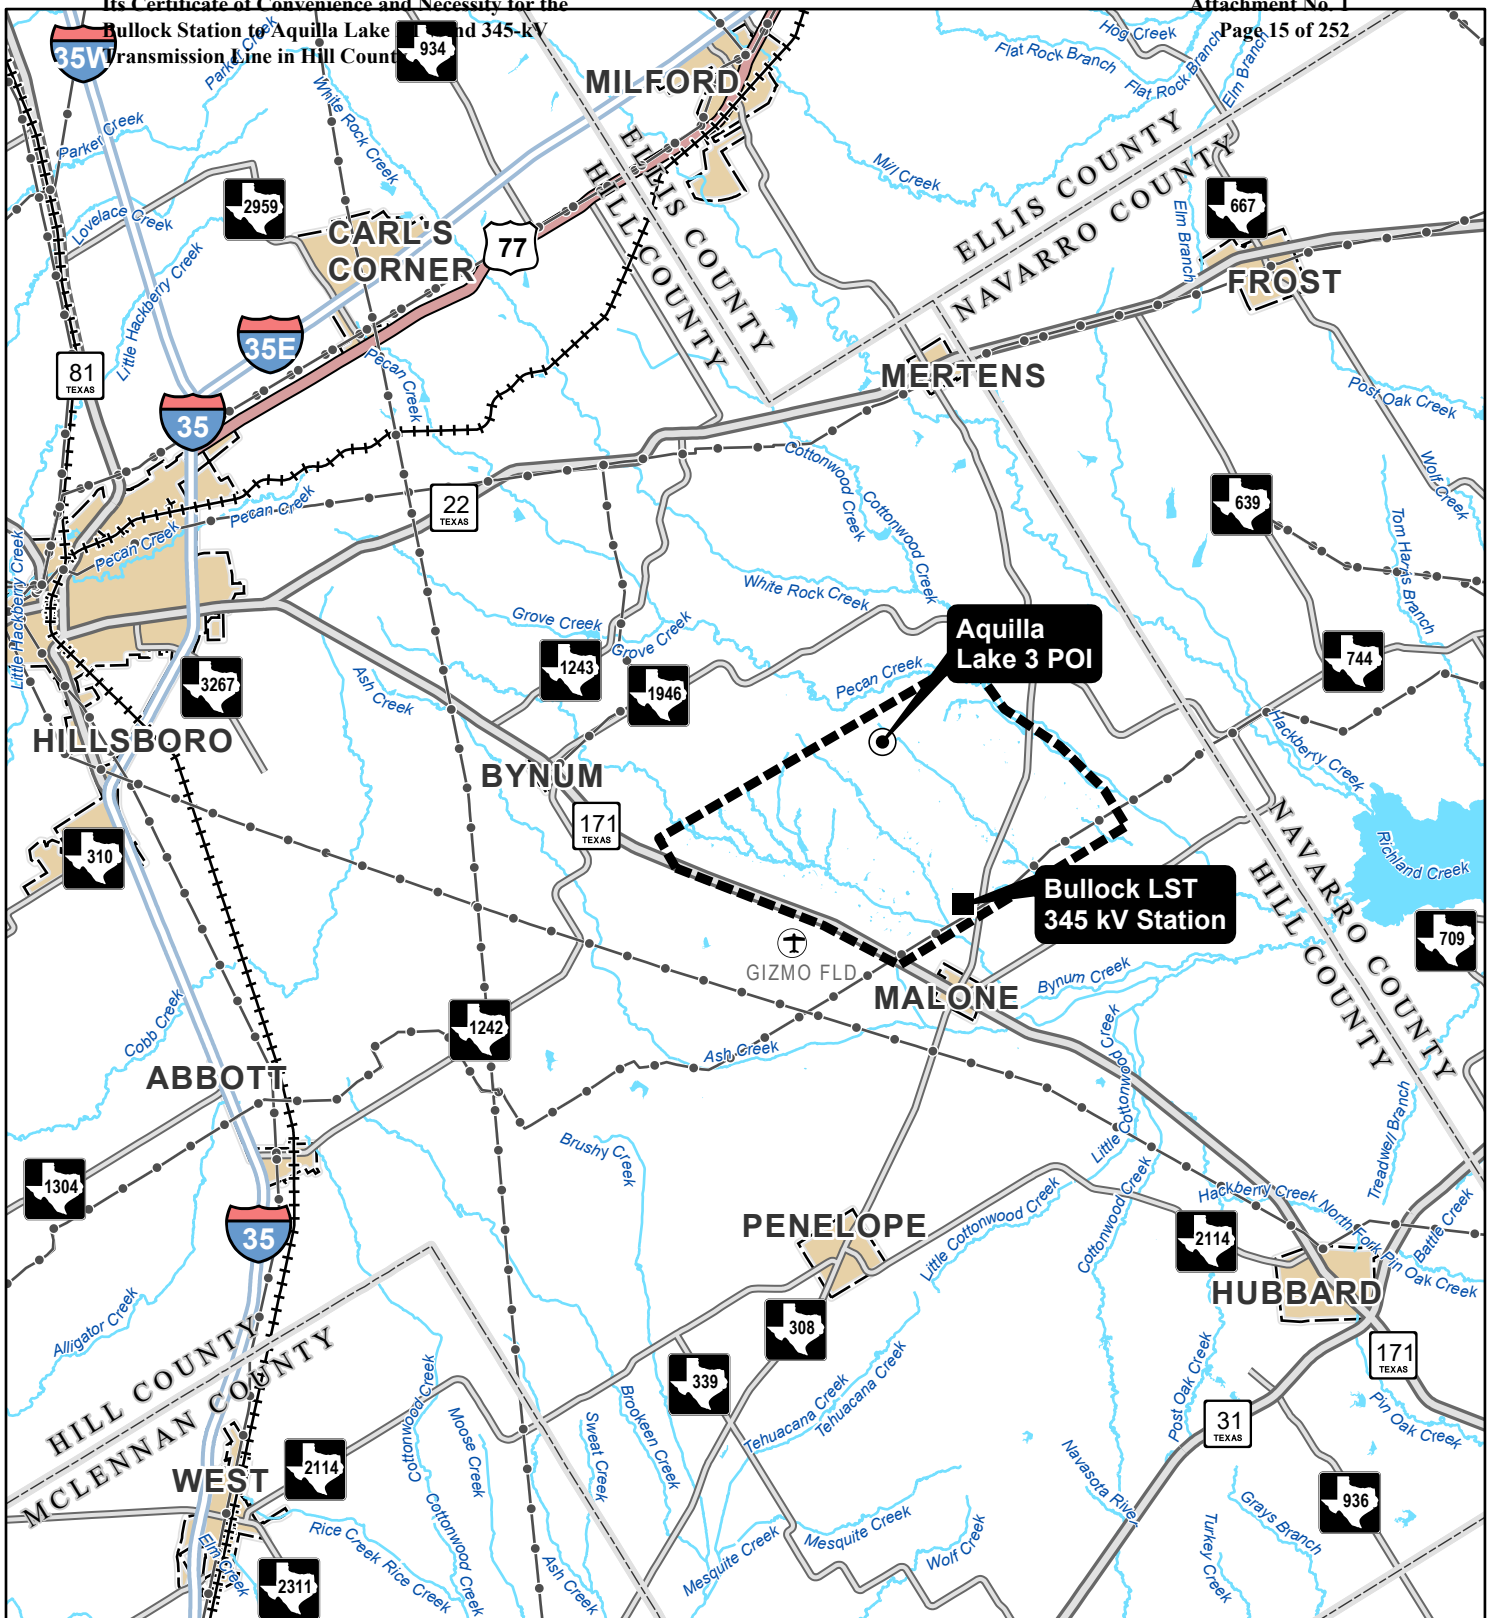 Its Certificate of Convenience and Necessity for the
Bullock Station to Aquilla Lake
and 345-kV
Transmission Line in Hill County
Attachment No. 1
Page 15 of 252
35W
934
MILFORD
Parker Creek
White Rock Creek
Parker Creek
Flat Rock Branch
Hog Creek
Flat Rock Branch
Elm Branch
Mill Creek
ELLIS COUNTY
HILL COUNTY
ELLIS COUNTY
NAVARRO COUNTY
2959
Lovelace Creek
CARL'S
CORNER
77
667
Elm Branch
FROST
Little Hackberry Creek
35E
81
TEXAS
35
Pecan Creek
MERTENS
Post Oak Creek
Wolf Creek
639
Tom Harris Branch
Cottonwood Creek
Cottonwood Creek
22
TEXAS
Pecan Creek
Pecan Creek
Little Hackberry Creek
White Rock Creek
Grove Creek
Grove Creek
Aquilla
Lake 3 POI
1243
1946
744
3267
Ash Creek
Pecan Creek
HILLSBORO
BYNUM
Hackberry Creek
171
TEXAS
310
Richland Creek
NAVARRO COUNTY
HILL COUNTY
Bullock LST
345 kV Station
709
GIZMO FLD
MALONE
Bynum Creek
Cobb Creek
1242
Ash Creek
ABBOTT
Little Cottonwood Creek
Treadwell Branch
Brushy Creek
1304
35
PENELOPE
Little Cottonwood Creek
Cottonwood Creek
Hackberry Creek
North Fork Pin Oak Creek
Battle Creek
2114
HUBBARD
Alligator Creek
HILL COUNTY
MCLENNAN COUNTY
308
339
171
TEXAS
Post Oak Creek
Pin Oak Creek
31
TEXAS
Tehuacana Creek
Tehuacana Creek
Brookeen Creek
Sweat Creek
Cottonwood Creek
Moose Creek
Cottonwood Creek
WEST
2114
Navasota River
936
Grays Branch
Turkey Creek
Rice Creek
Rice Creek
Elm Creek
2311
Ash Creek
Mesquite Creek
Mesquite Creek
Wolf Creek